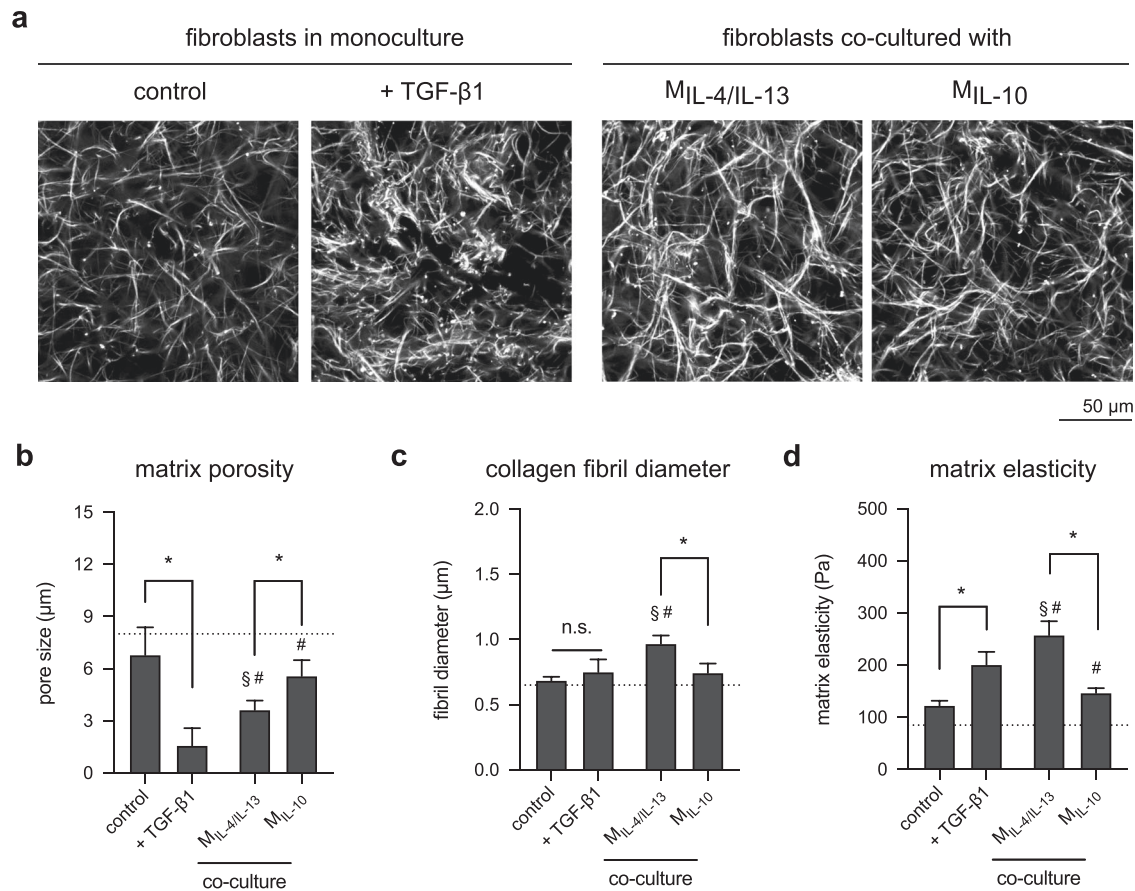 a
fibroblasts in monoculture
fibroblasts co-cultured with
control
+ TGF-β1
MIL-4/IL-13
MIL-10
50 µm
b
matrix porosity
pore size (µm)
15
12
9
6
3
0
*
*
§ #
#
control
+ TGF-β1
MIL-4/IL-13
MIL-10
co-culture
c
collagen fibril diameter
fibril diameter (µm)
2.0
1.5
1.0
0.5
0.0
n.s.
*
§ #
control
+ TGF-β1
MIL-4/IL-13
MIL-10
co-culture
d
matrix elasticity
matrix elasticity (Pa)
500
400
300
200
100
0
*
*
§ #
#
control
+ TGF-β1
MIL-4/IL-13
MIL-10
co-culture